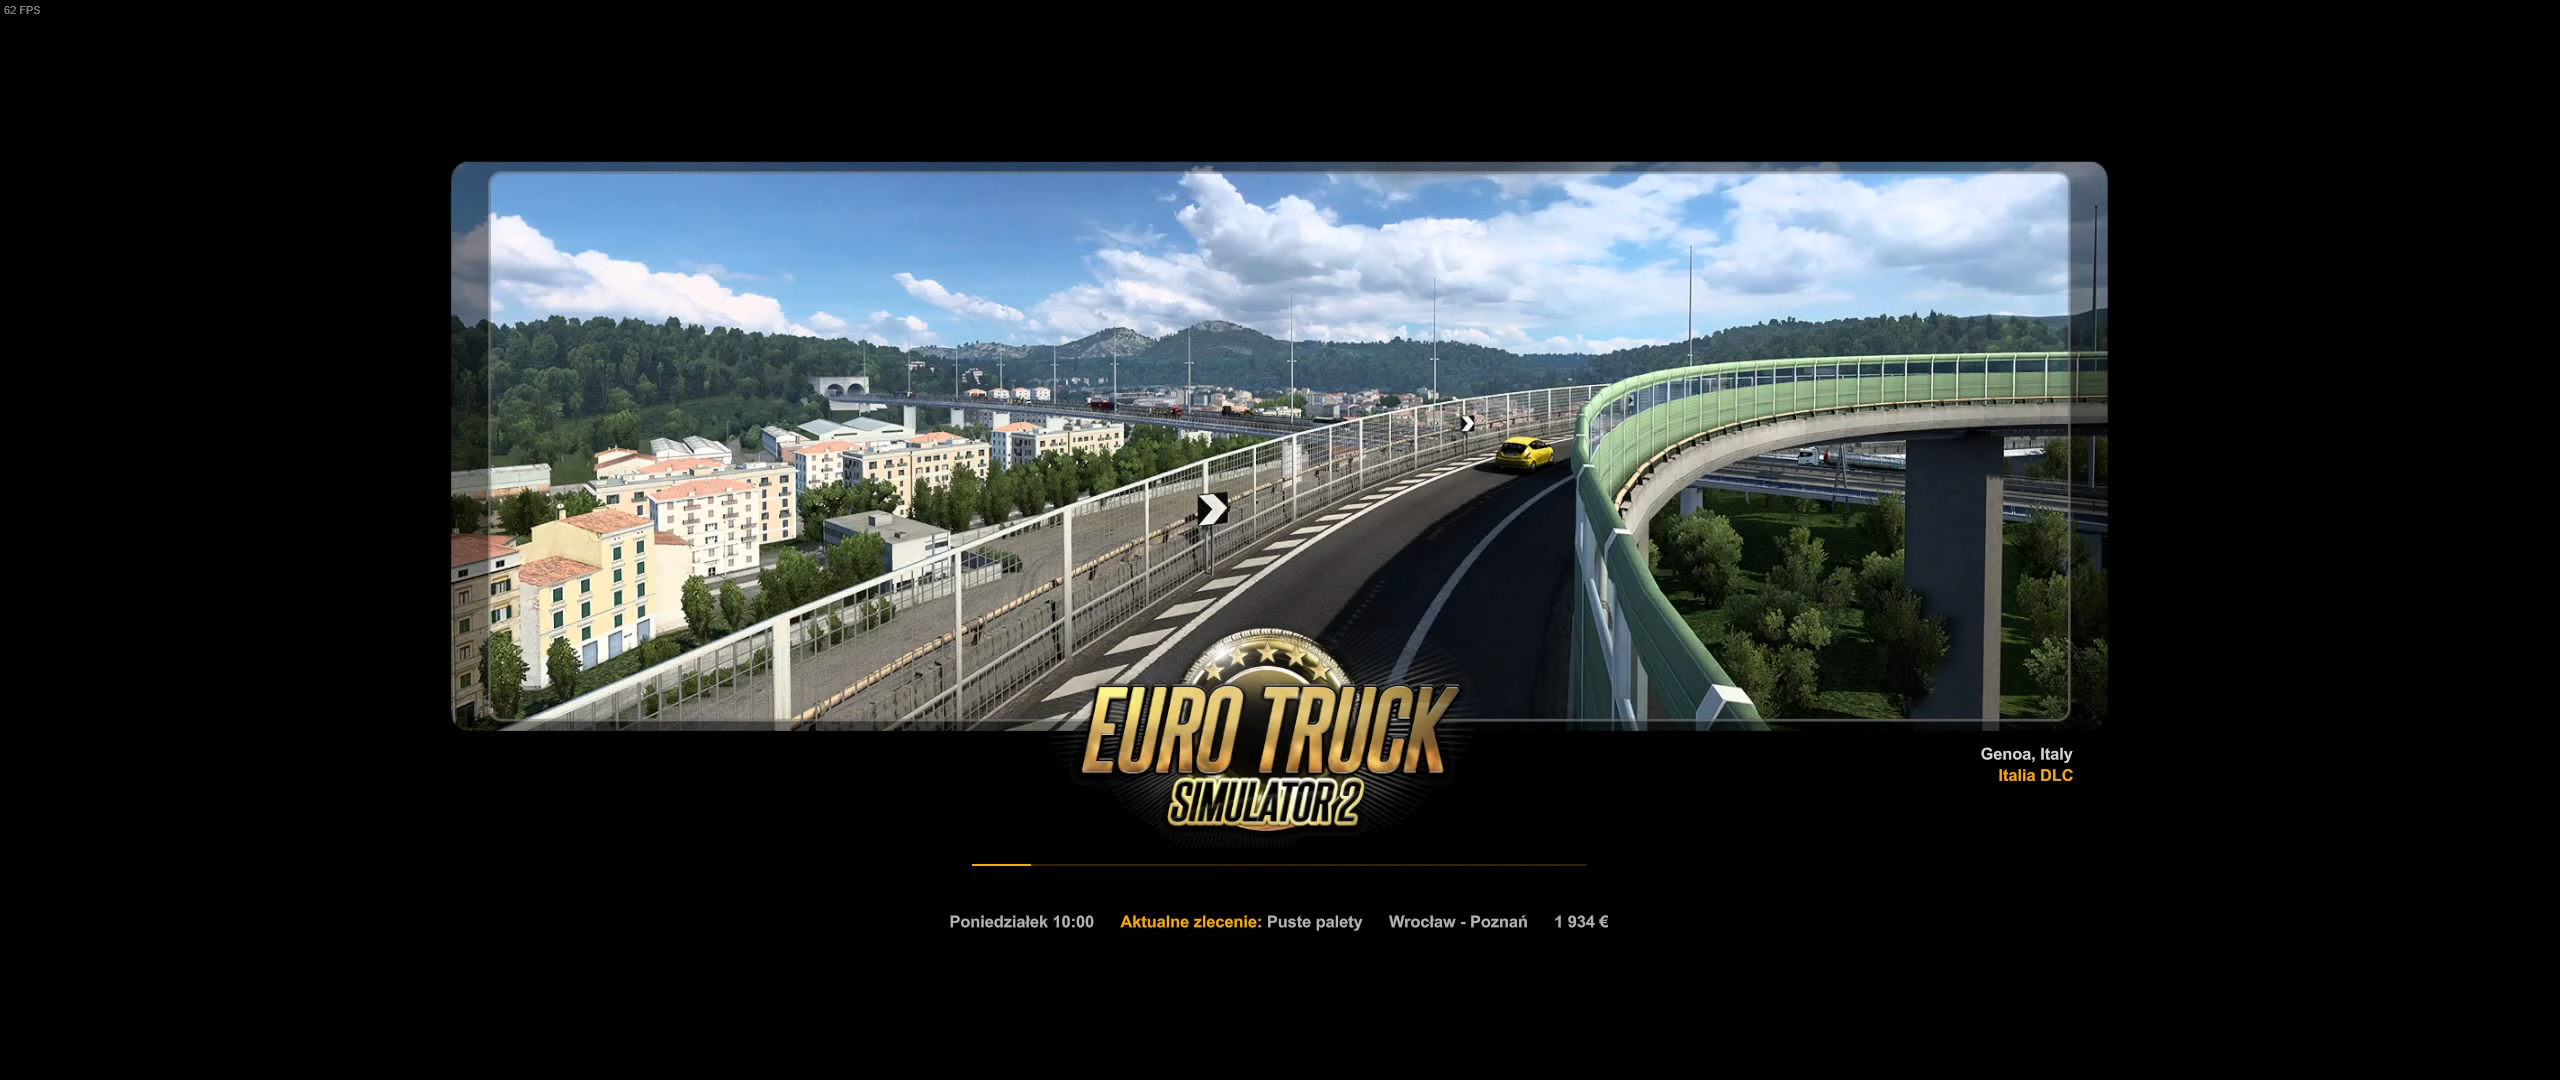 62 FPS
EURO TRUCK
SIMULATOR 2
Genoa, Italy
Italia DLC
Poniedziałek 10:00 Aktualne zlecenie: Puste palety Wrocław - Poznań 1 934 €